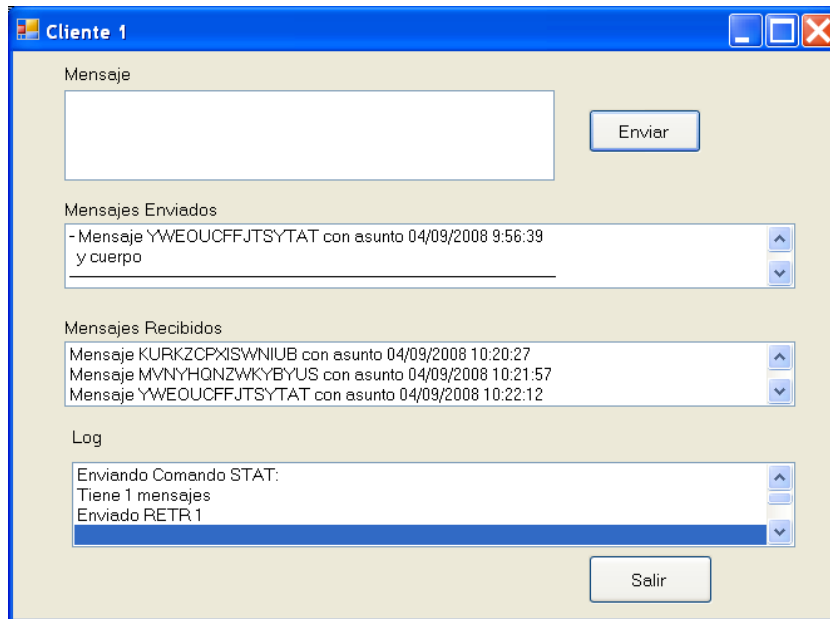 Cliente 1
Mensaje
Enviar
Mensajes Enviados
- Mensaje YWEOUCFFJTSYTAT con asunto 04/09/2008 9:56:39
y cuerpo
Mensajes Recibidos
Mensaje KURKZCPXISWNIUB con asunto 04/09/2008 10:20:27
Mensaje MVNYHQNZWKYBYUS con asunto 04/09/2008 10:21:57
Mensaje YWEOUCFFJTSYTAT con asunto 04/09/2008 10:22:12
Log
Enviando Comando STAT:
Tiene 1 mensajes
Enviado RETR 1
Salir